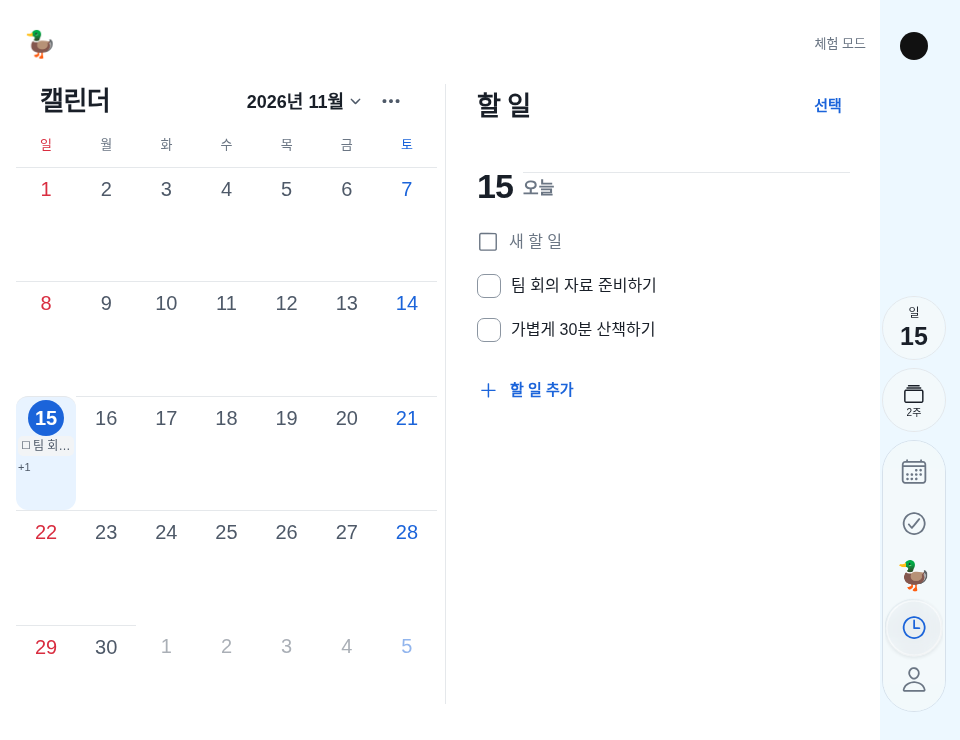 체험 모드
캘린더
2026년 11월
일 월 화 수 목 금 토
1 2 3 4 5 6 7
8 9 10 11 12 13 14
15 16 17 18 19 20 21
팀 회…
+1
22 23 24 25 26 27 28
29 30 1 2 3 4 5
할 일
선택
15 오늘
새 할 일
팀 회의 자료 준비하기
가볍게 30분 산책하기
할 일 추가
일
15
2주